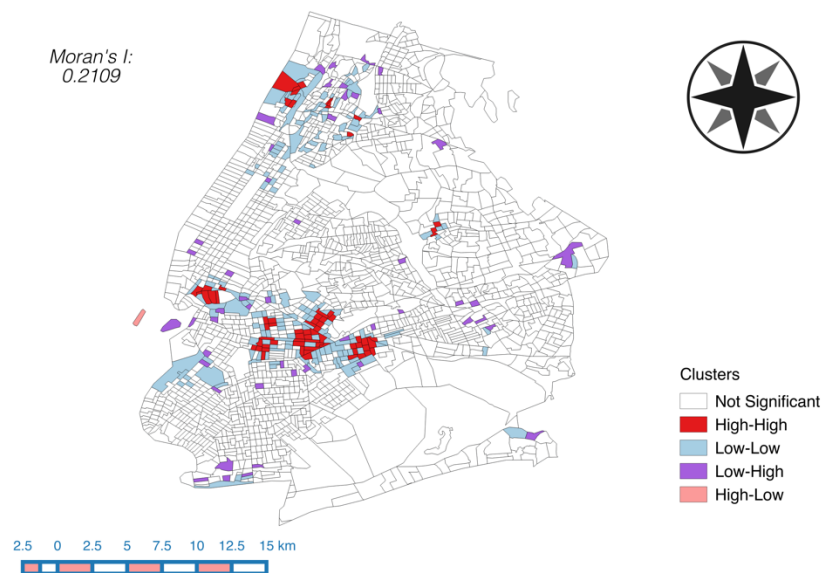 Moran's I:
0.2109
Clusters
Not Significant
High-High
Low-Low
Low-High
High-Low
2.5 0 2.5 5 7.5 10 12.5 15 km